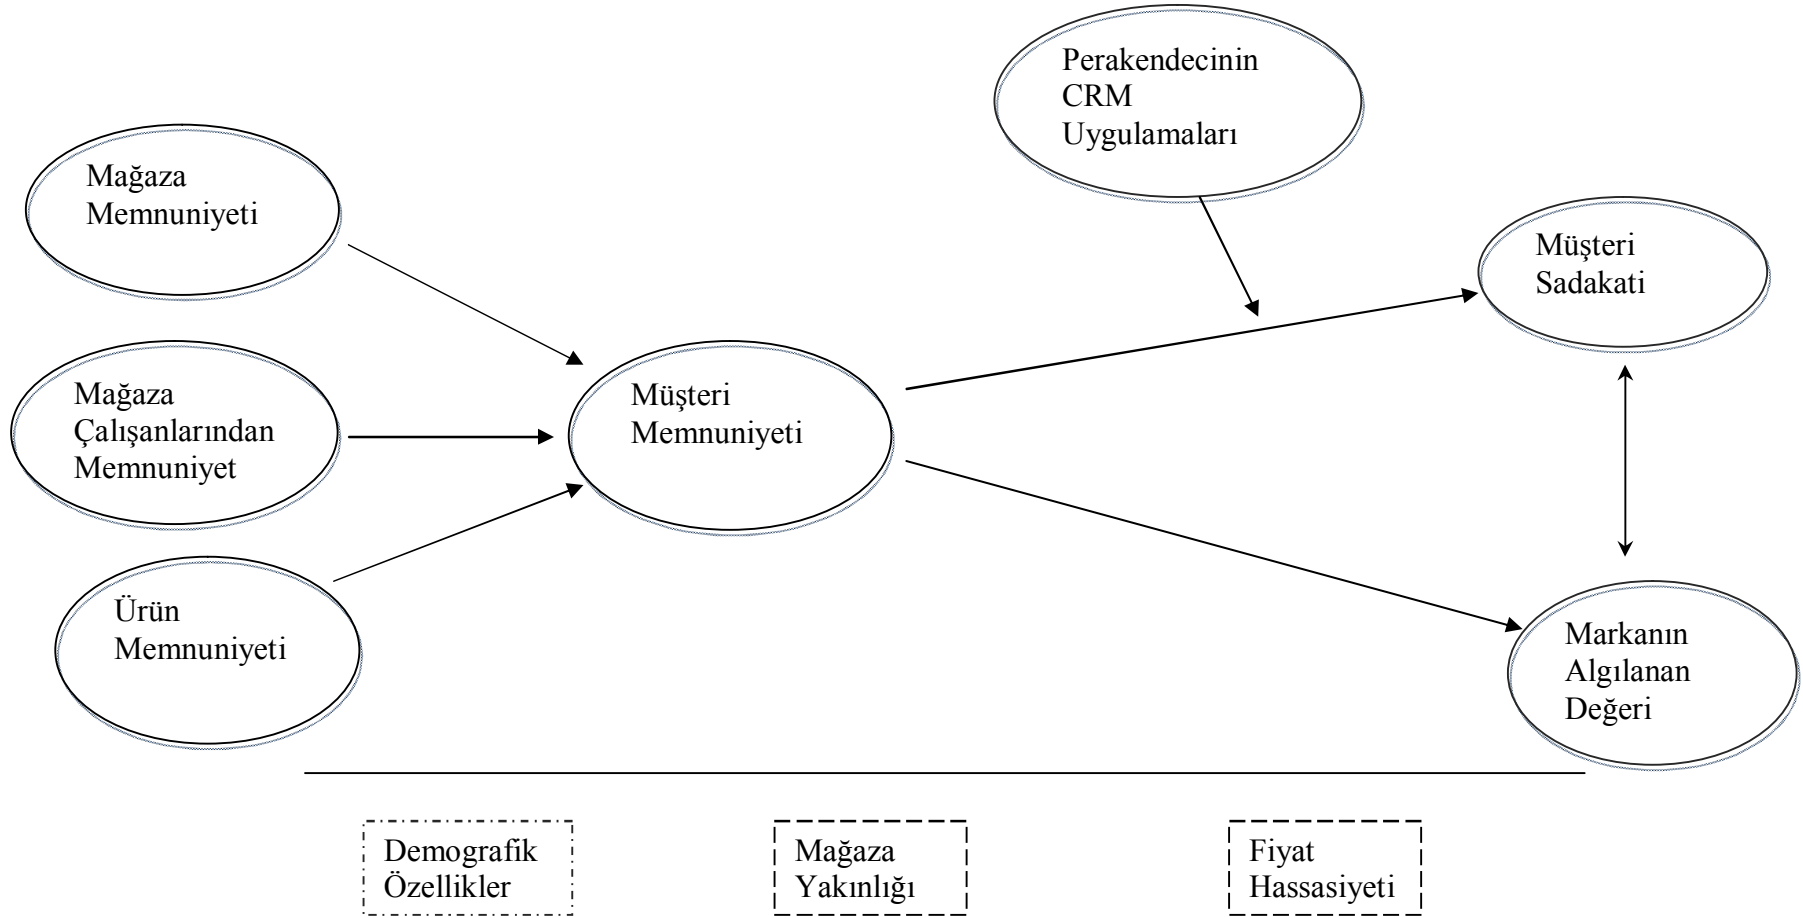 Perakendecinin
CRM
Uygulamaları
Mağaza
Memnuniyeti
Müşteri
Sadakati
Mağaza
Çalışanlarından
Memnuniyet
Müşteri
Memnuniyeti
Ürün
Memnuniyeti
Markanın
Algılanan
Değeri
Demografik
Özellikler
Mağaza
Yakınlığı
Fiyat
Hassasiyeti